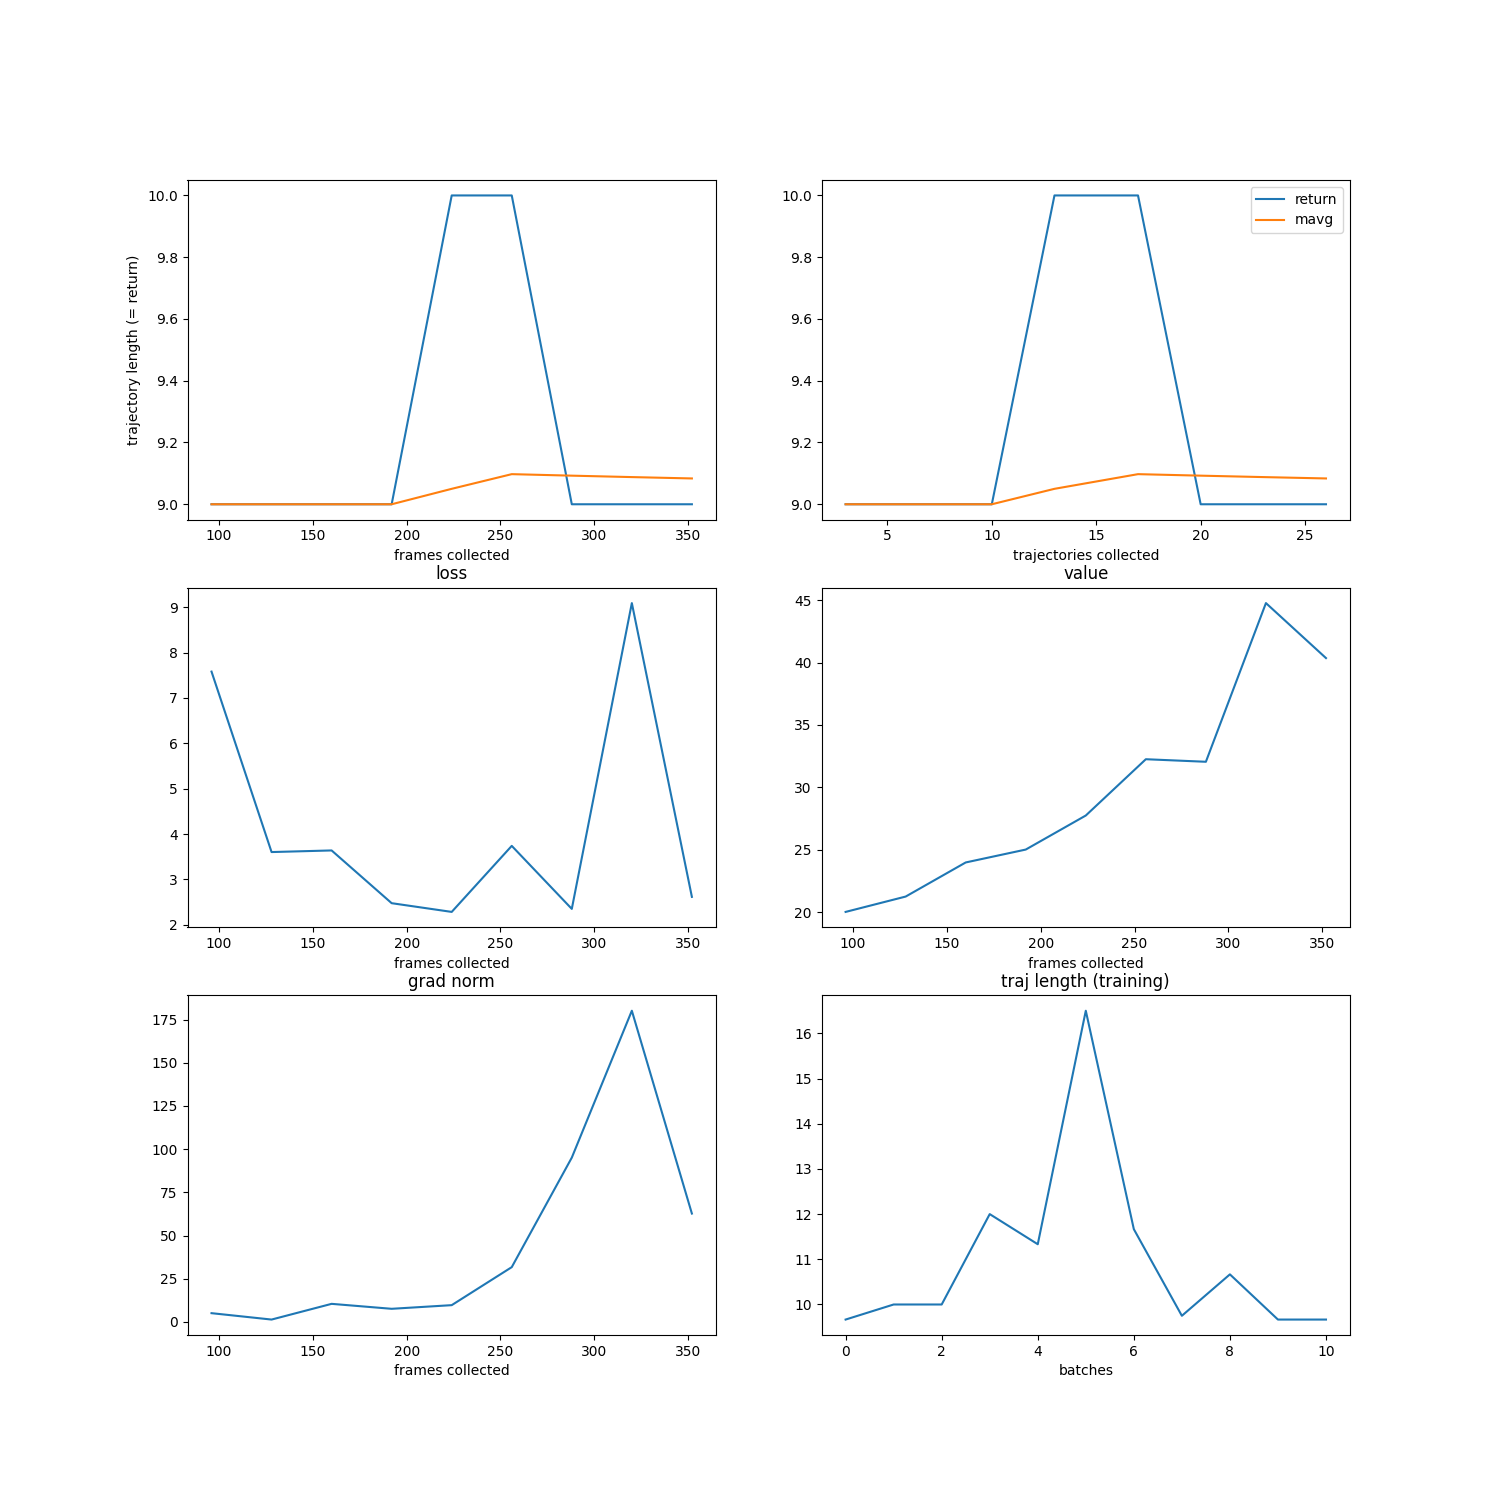 10.0
9.8
9.6
9.4
9.2
9.0
trajectory length (= return)
100 150 200 250 300 350
frames collected
10.0
9.8
9.6
9.4
9.2
9.0
return
mavg
5 10 15 20 25
trajectories collected
loss
9
8
7
6
5
4
3
2
100 150 200 250 300 350
frames collected
value
45
40
35
30
25
20
100 150 200 250 300 350
frames collected
grad norm
175
150
125
100
75
50
25
0
100 150 200 250 300 350
frames collected
traj length (training)
16
15
14
13
12
11
10
0 2 4 6 8 10
batches